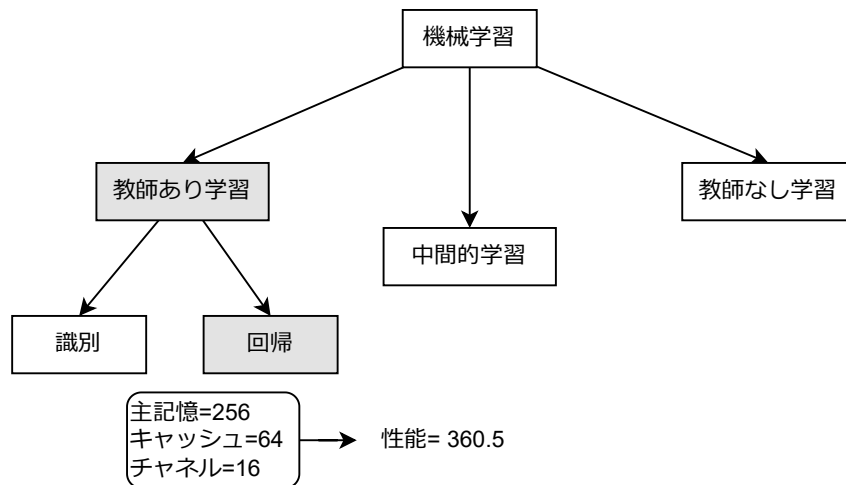 機械学習
教師あり学習
教師なし学習
中間的学習
識別
回帰
主記憶=256
キャッシュ=64
チャネル=16
性能= 360.5